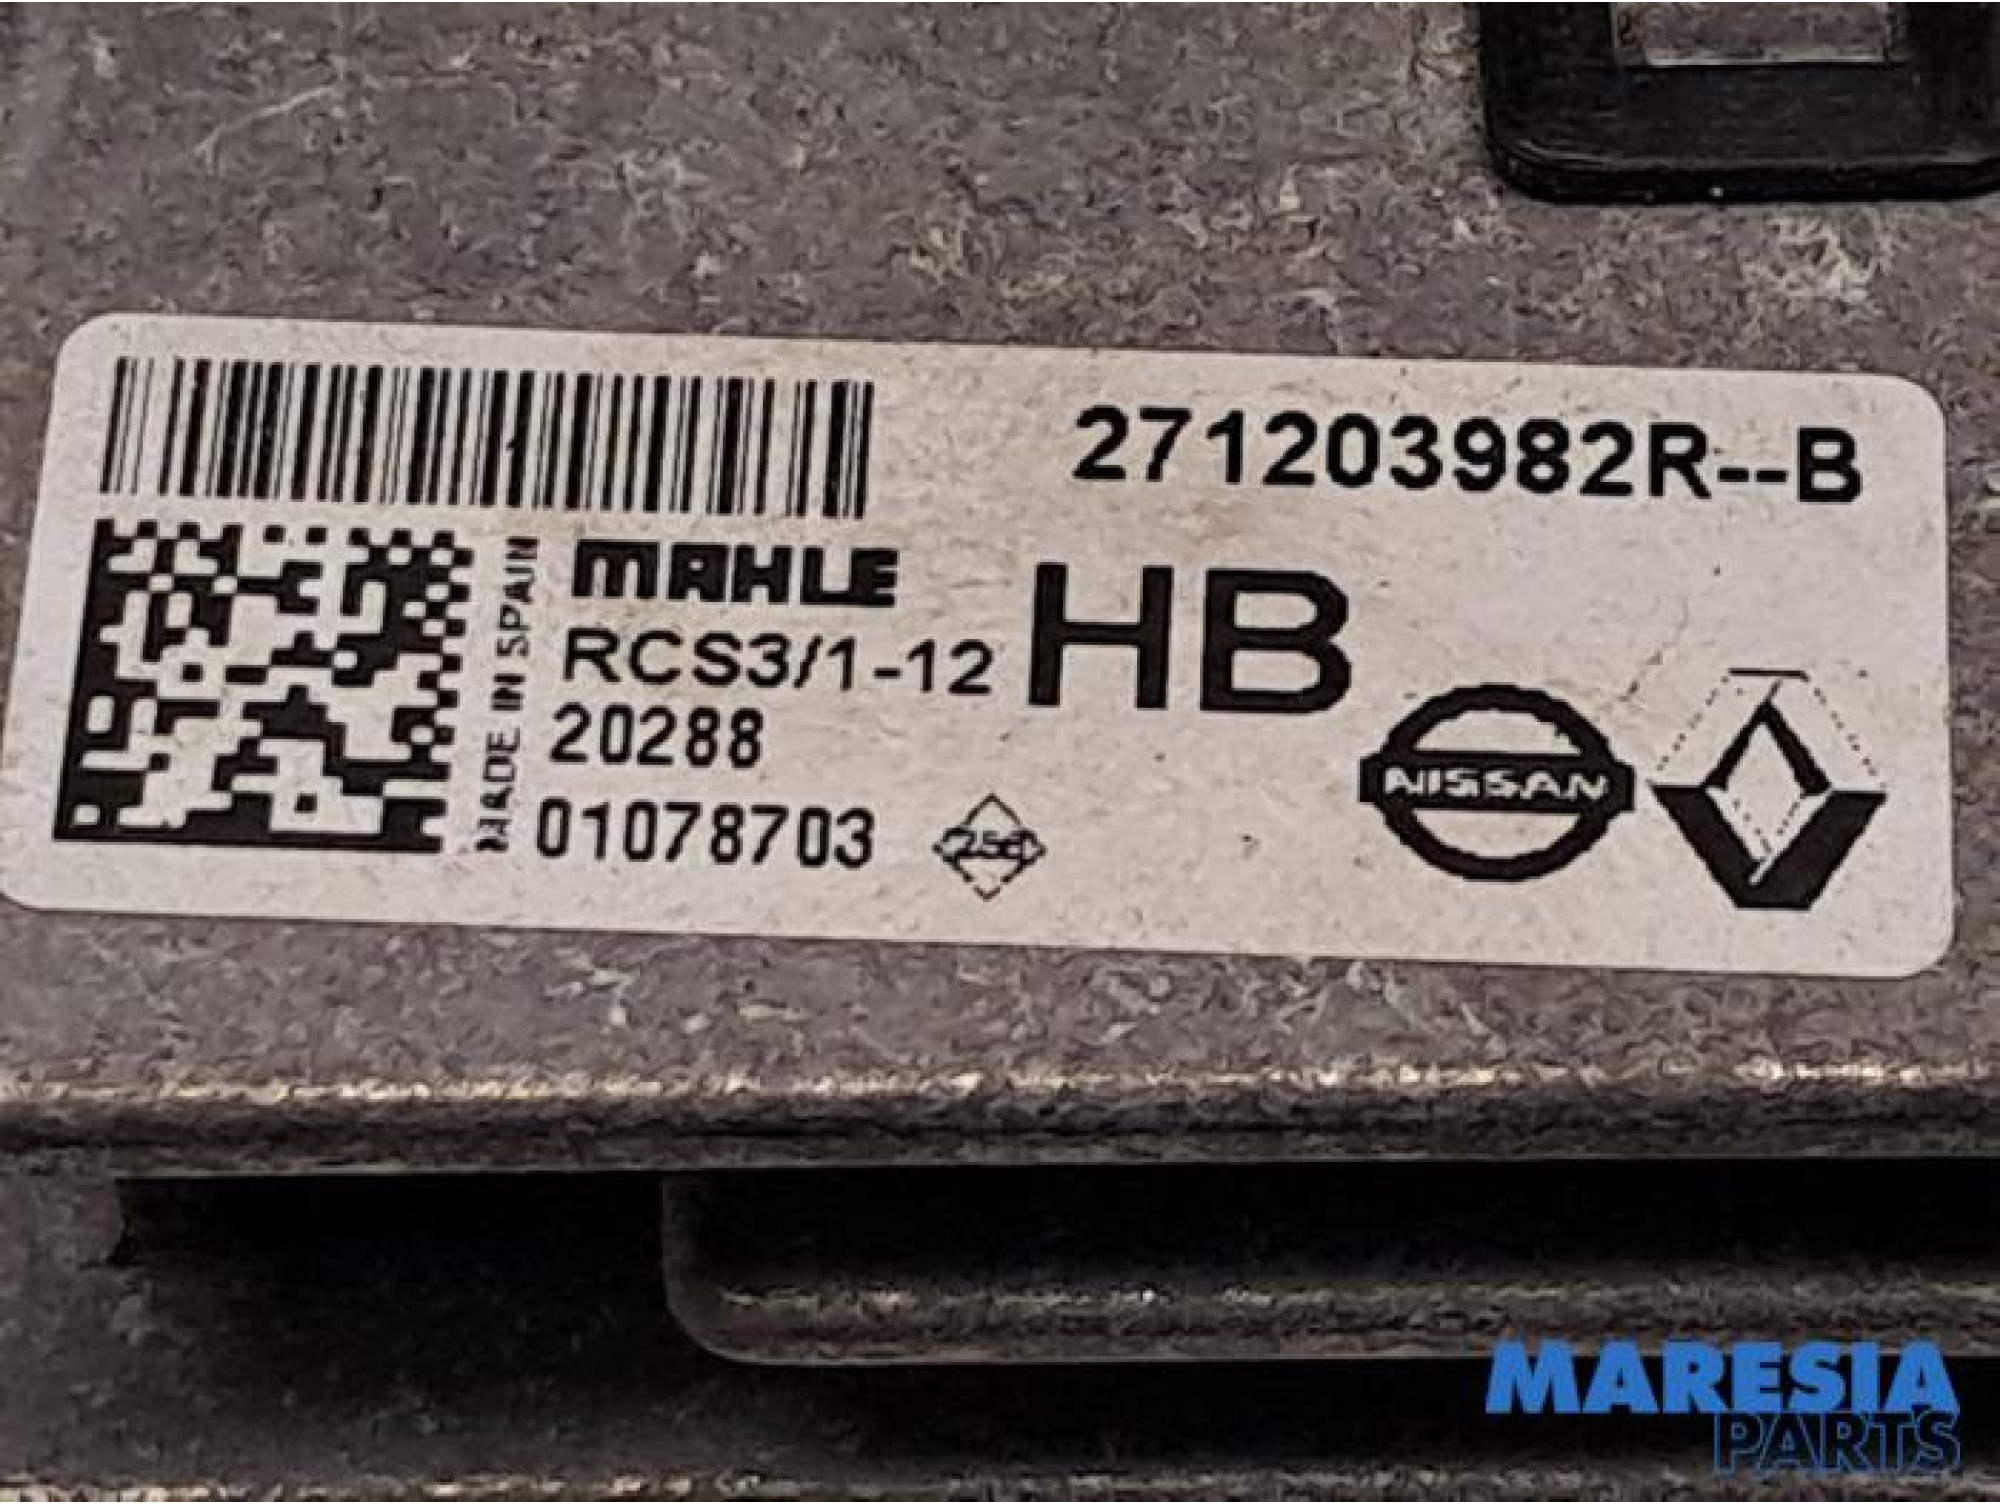 271203982R--B
MADE IN SPAIN
MAHLE
RCS3/1-12
HB
20288
01078703
NISSAN
MARESIA
PARTS